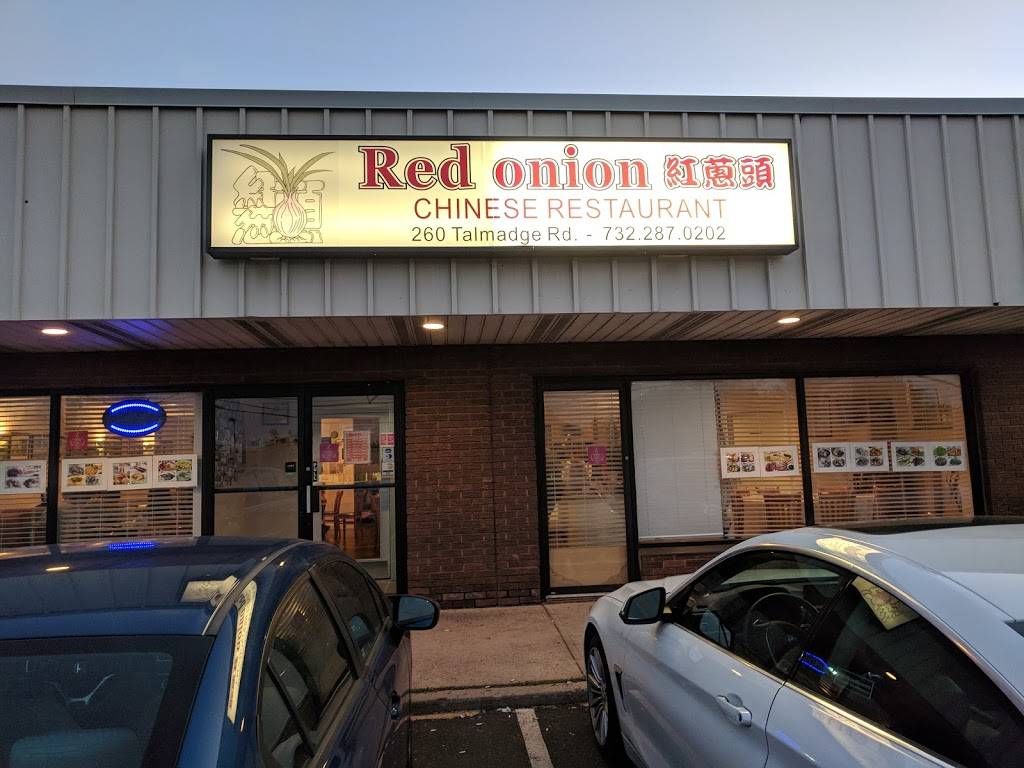 Red onion 紅蔥頭
CHINESE RESTAURANT
260 Talmadge Rd. - 732.287.0202